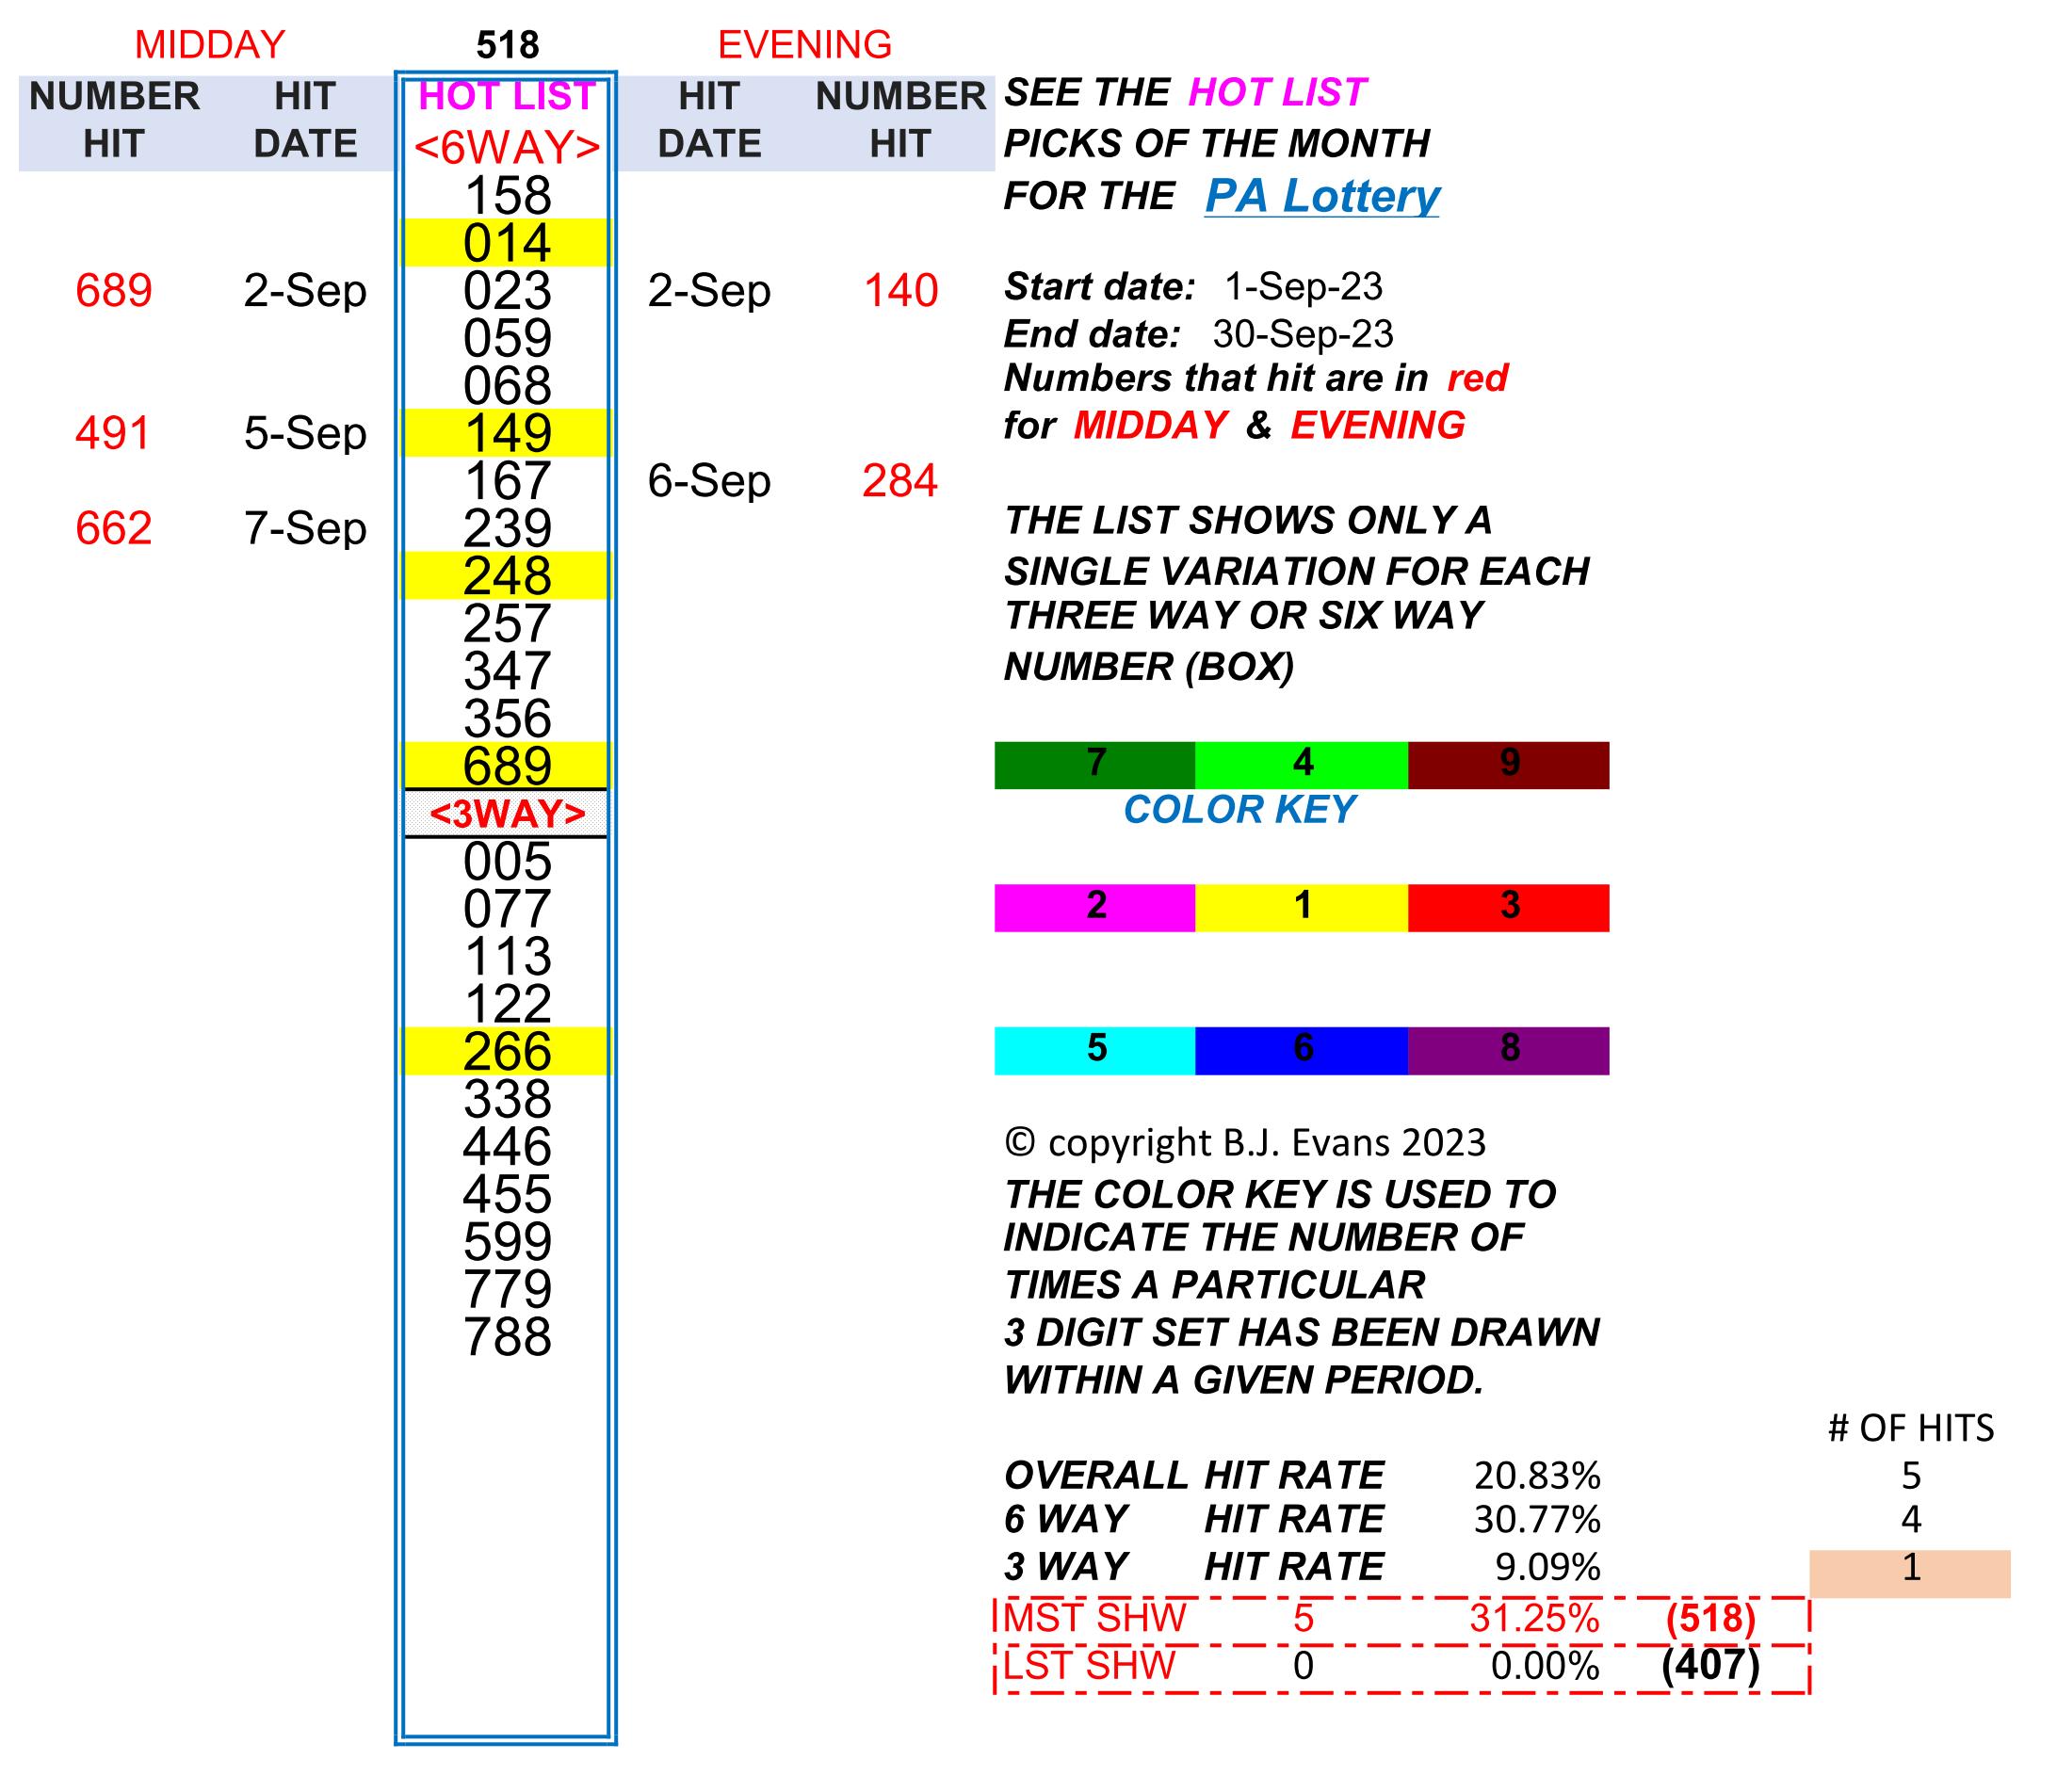 MIDDAY 518 EVENING
NUMBER HIT HOT LIST HIT NUMBER SEE THE HOT LIST
HIT DATE <6WAY> DATE HIT PICKS OF THE MONTH
158 FOR THE PA Lottery
014
689 2-Sep 023 2-Sep 140 Start date: 1-Sep-23
059 End date: 30-Sep-23
068 Numbers that hit are in red
491 5-Sep 149 for MIDDAY & EVENING
167 6-Sep 284
662 7-Sep 239 THE LIST SHOWS ONLY A
248 SINGLE VARIATION FOR EACH
257 THREE WAY OR SIX WAY
347 NUMBER (BOX)
356
689 7 4 9
<3WAY> COLOR KEY
005
077 2 1 3
113
122
266 5 6 8
338
446 © copyright B.J. Evans 2023
455 THE COLOR KEY IS USED TO
599 INDICATE THE NUMBER OF
779 TIMES A PARTICULAR
788 3 DIGIT SET HAS BEEN DRAWN
WITHIN A GIVEN PERIOD.
# OF HITS
OVERALL HIT RATE 20.83% 5
6 WAY HIT RATE 30.77% 4
3 WAY HIT RATE 9.09% 1
MST SHW 5 31.25% (518)
LST SHW 0 0.00% (407)